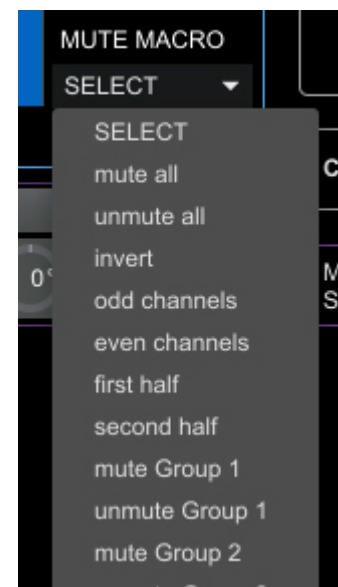 MUTE MACRO
SELECT
SELECT
mute all
unmute all
invert
0°
odd channels
even channels
first half
second half
mute Group 1
unmute Group 1
mute Group 2
C
M
S